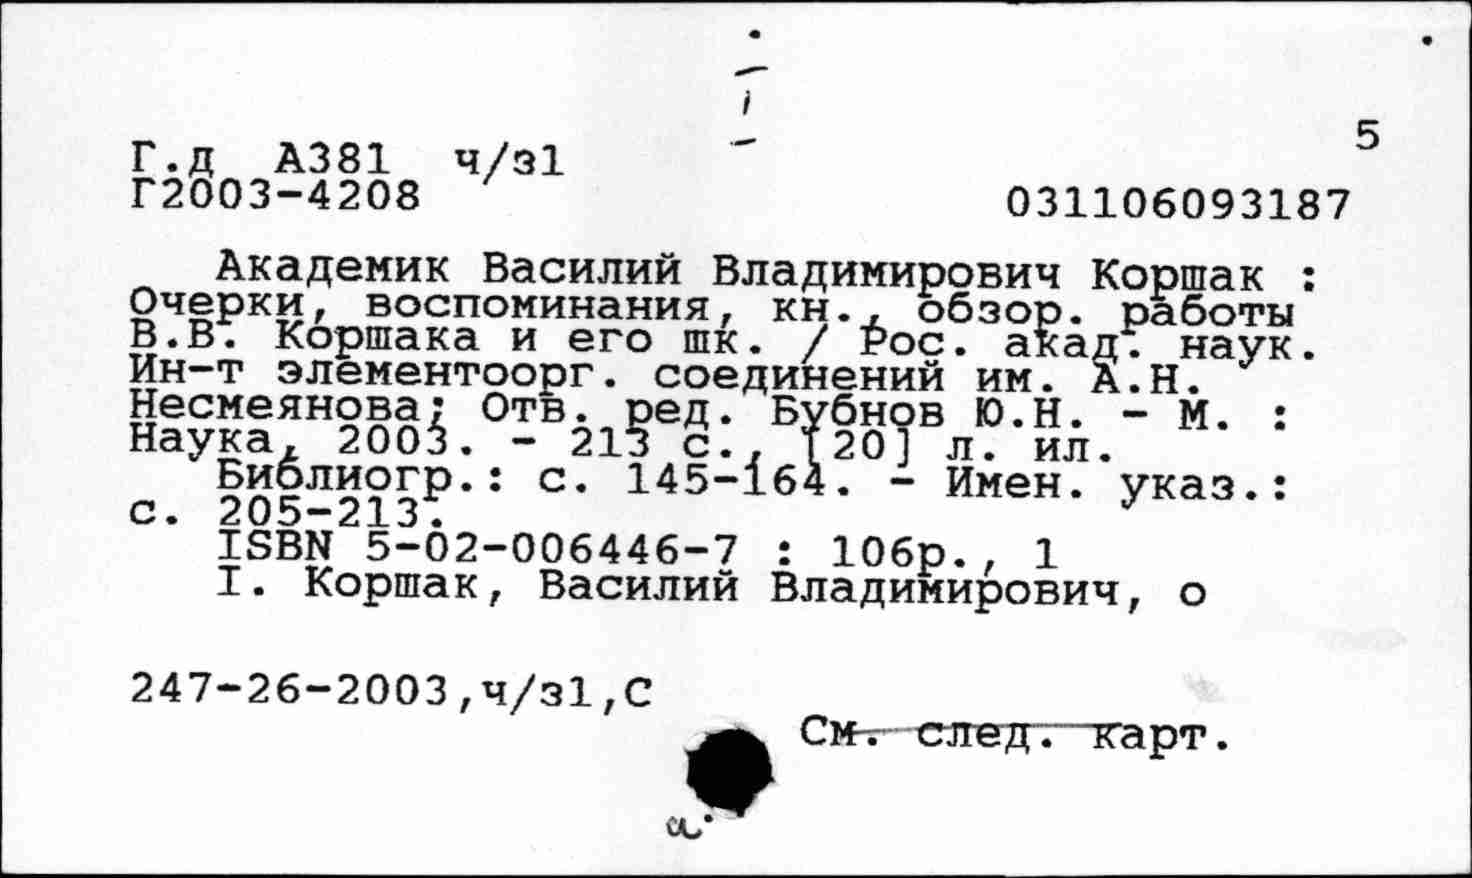 5
Г.д А381 ч/з1
Г2003-4208 031106093187
Академик Василий Владимирович Коршак :
Очерки, воспоминания, кн., обзор. работы
В.В. Коршака и его шк. / Рос. акад. наук.
Ин-т элементоорг. соединений им. А.Н.
Несмеянова; Отв. ред. Бубнов Ю.Н. - М. :
Наука, 2003. - 213 с., [20] л. ил.
Библиогр.: с. 145-164. - Имен. указ.:
с. 205-213.
ISBN 5-02-006446-7 : 106р., 1
I. Коршак, Василий Владимирович, о
247-26-2003,ч/з1,С
См. след. карт.